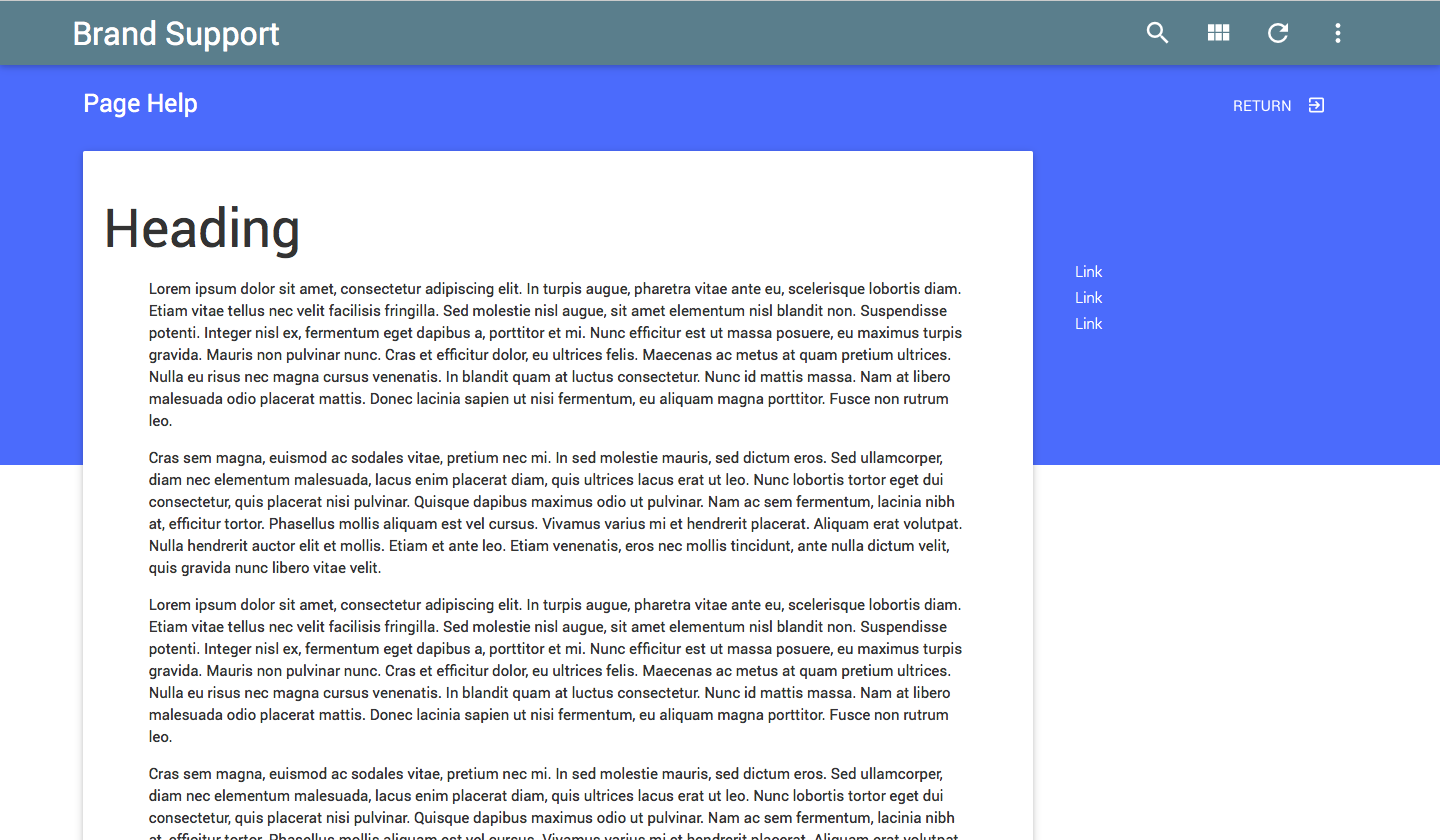 Brand Support
Page Help
RETURN
Heading
Lorem ipsum dolor sit amet, consectetur adipiscing elit. In turpis augue, pharetra vitae ante eu, scelerisque lobortis diam.
Etiam vitae tellus nec velit facilisis fringilla. Sed molestie nisl augue, sit amet elementum nisl blandit non. Suspendisse
potenti. Integer nisl ex, fermentum eget dapibus a, porttitor et mi. Nunc efficitur est ut massa posuere, eu maximus turpis
gravida. Mauris non pulvinar nunc. Cras et efficitur dolor, eu ultrices felis. Maecenas ac metus at quam pretium ultrices.
Nulla eu risus nec magna cursus venenatis. In blandit quam at luctus consectetur. Nunc id mattis massa. Nam at libero
malesuada odio placerat mattis. Donec lacinia sapien ut nisi fermentum, eu aliquam magna porttitor. Fusce non rutrum
leo.
Cras sem magna, euismod ac sodales vitae, pretium nec mi. In sed molestie mauris, sed dictum eros. Sed ullamcorper,
diam nec elementum malesuada, lacus enim placerat diam, quis ultrices lacus erat ut leo. Nunc lobortis tortor eget dui
consectetur, quis placerat nisi pulvinar. Quisque dapibus maximus odio ut pulvinar. Nam ac sem fermentum, lacinia nibh
at, efficitur tortor. Phasellus mollis aliquam est vel cursus. Vivamus varius mi et hendrerit placerat. Aliquam erat volutpat.
Nulla hendrerit auctor elit et mollis. Etiam et ante leo. Etiam venenatis, eros nec mollis tincidunt, ante nulla dictum velit,
quis gravida nunc libero vitae velit.
Lorem ipsum dolor sit amet, consectetur adipiscing elit. In turpis augue, pharetra vitae ante eu, scelerisque lobortis diam.
Etiam vitae tellus nec velit facilisis fringilla. Sed molestie nisl augue, sit amet elementum nisl blandit non. Suspendisse
potenti. Integer nisl ex, fermentum eget dapibus a, porttitor et mi. Nunc efficitur est ut massa posuere, eu maximus turpis
gravida. Mauris non pulvinar nunc. Cras et efficitur dolor, eu ultrices felis. Maecenas ac metus at quam pretium ultrices.
Nulla eu risus nec magna cursus venenatis. In blandit quam at luctus consectetur. Nunc id mattis massa. Nam at libero
malesuada odio placerat mattis. Donec lacinia sapien ut nisi fermentum, eu aliquam magna porttitor. Fusce non rutrum
leo.
Cras sem magna, euismod ac sodales vitae, pretium nec mi. In sed molestie mauris, sed dictum eros. Sed ullamcorper,
diam nec elementum malesuada, lacus enim placerat diam, quis ultrices lacus erat ut leo. Nunc lobortis tortor eget dui
consectetur, quis placerat nisi pulvinar. Quisque dapibus maximus odio ut pulvinar. Nam ac sem fermentum, lacinia nibh
at, efficitur tortor. Phasellus mollis aliquam est vel cursus. Vivamus varius mi et hendrerit placerat. Aliquam erat volutpat.
Link
Link
Link